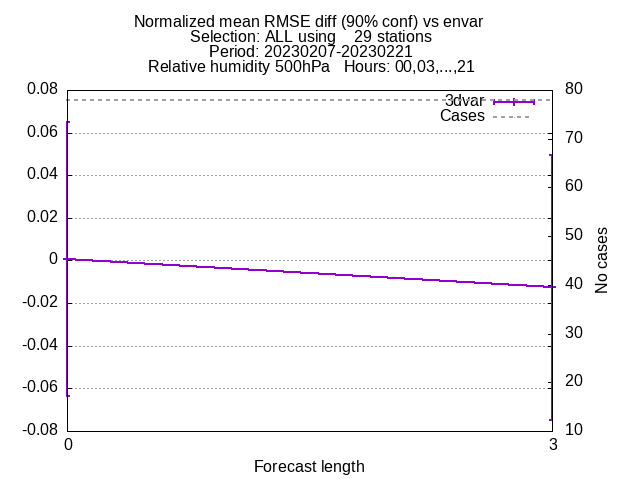 Normalized mean RMSE diff (90% conf) vs envar
Selection: ALL using    29 stations
Period: 20230207-20230221
Relative humidity 500hPa   Hours: 00,03,...,21
3dvar
Cases
0.08
0.06
0.04
0.02
0
-0.02
-0.04
-0.06
-0.08
80
70
60
50
40
30
20
10
No cases
0
3
Forecast length